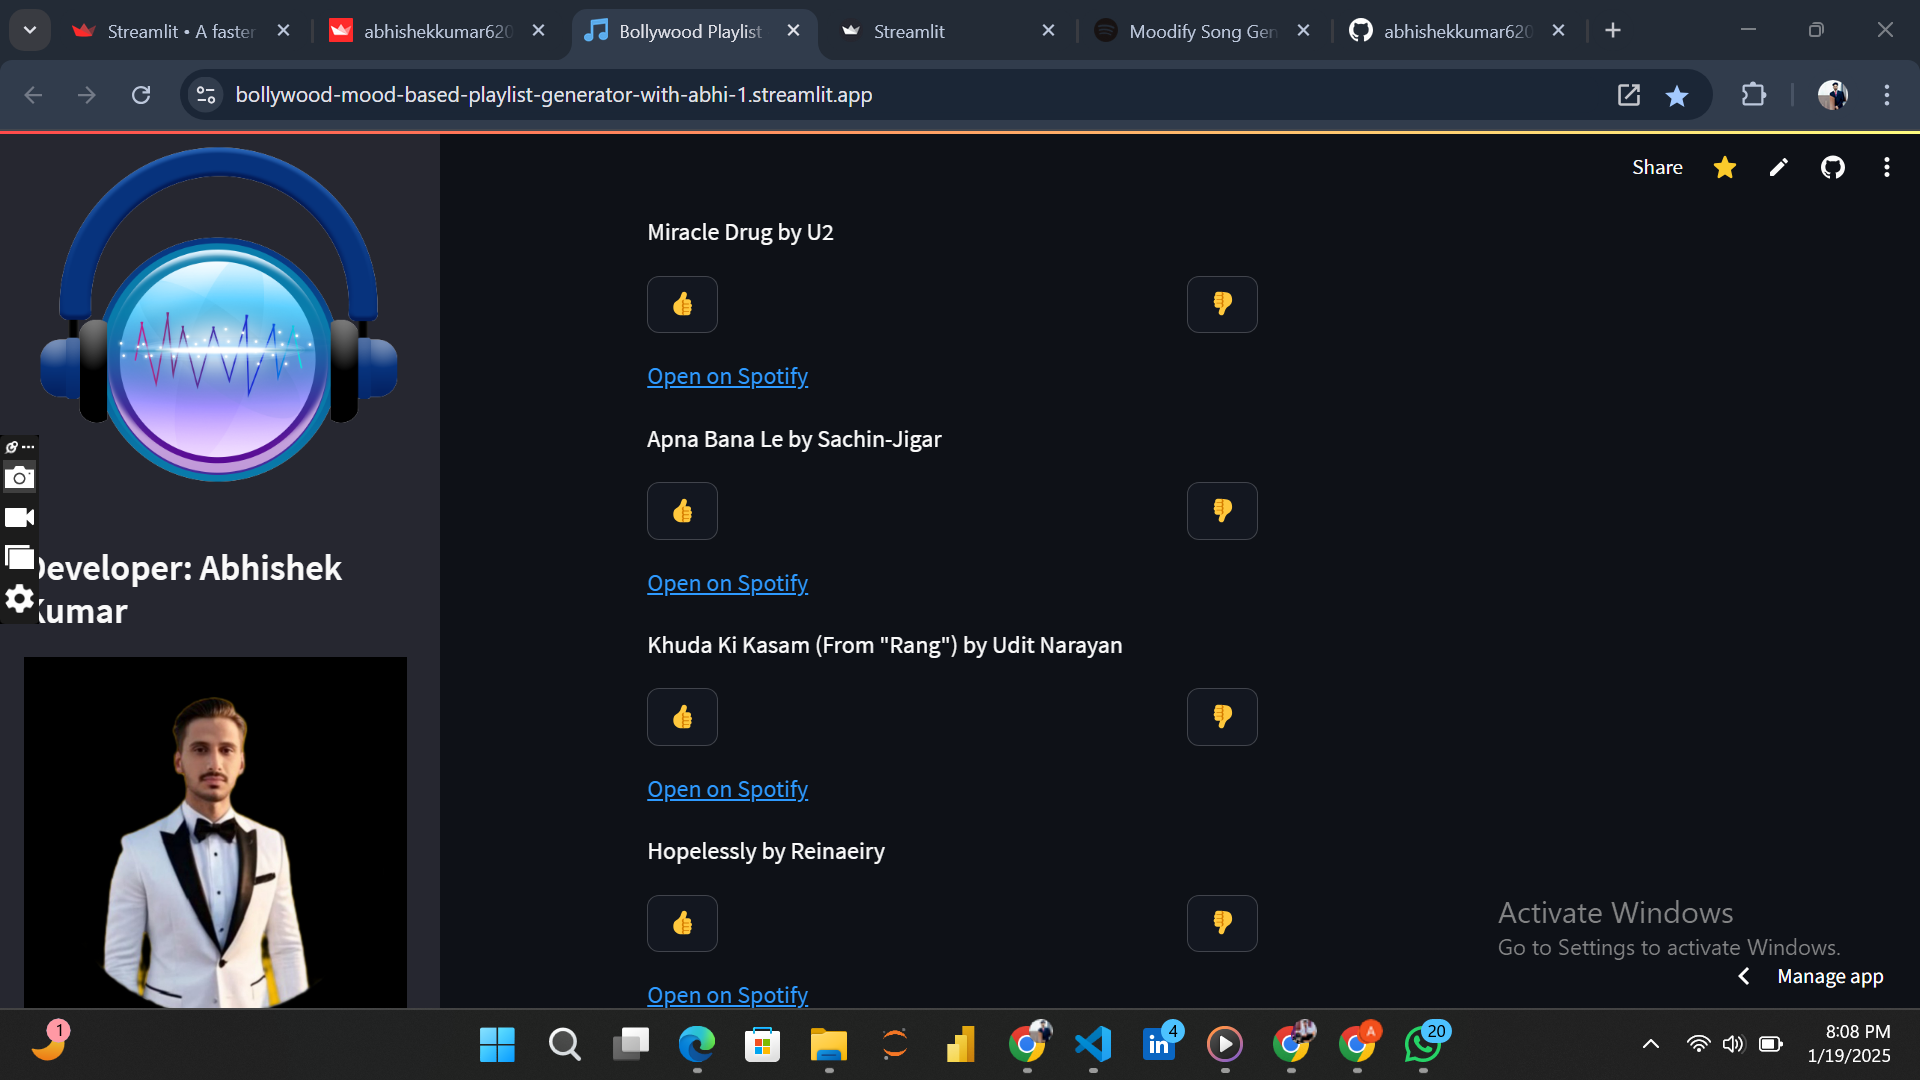 Streamlit • A faster
abhishekkumar620
Bollywood Playlist
Streamlit
Moodify Song Gen
abhishekkumar620
bollywood-mood-based-playlist-generator-with-abhi-1.streamlit.app
Share
Miracle Drug by U2
Open on Spotify
Apna Bana Le by Sachin-Jigar
Open on Spotify
Khuda Ki Kasam (From "Rang") by Udit Narayan
Open on Spotify
Hopelessly by Reinaeiry
Open on Spotify
Developer: Abhishek
Kumar
Activate Windows
Go to Settings to activate Windows.
Manage app
1
in
4
A
20
8:08 PM
1/19/2025